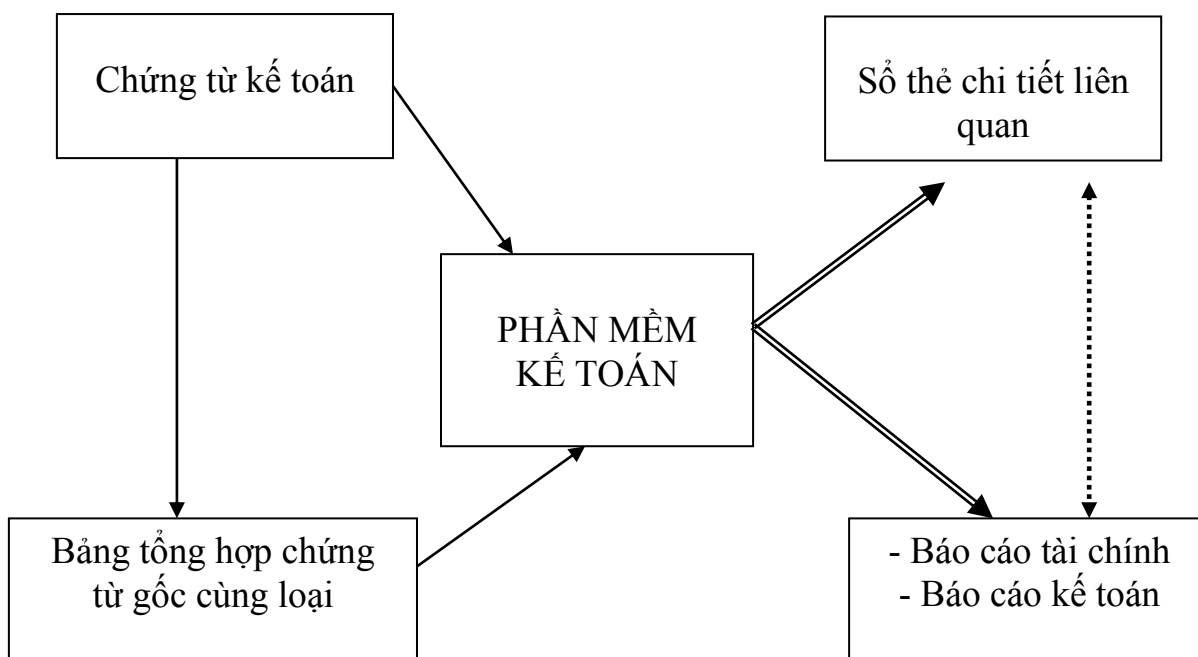 Chứng từ kế toán
Sổ thẻ chi tiết liên
quan
PHẦN MỀM
KẾ TOÁN
Bảng tổng hợp chứng
từ gốc cùng loại
- Báo cáo tài chính
- Báo cáo kế toán